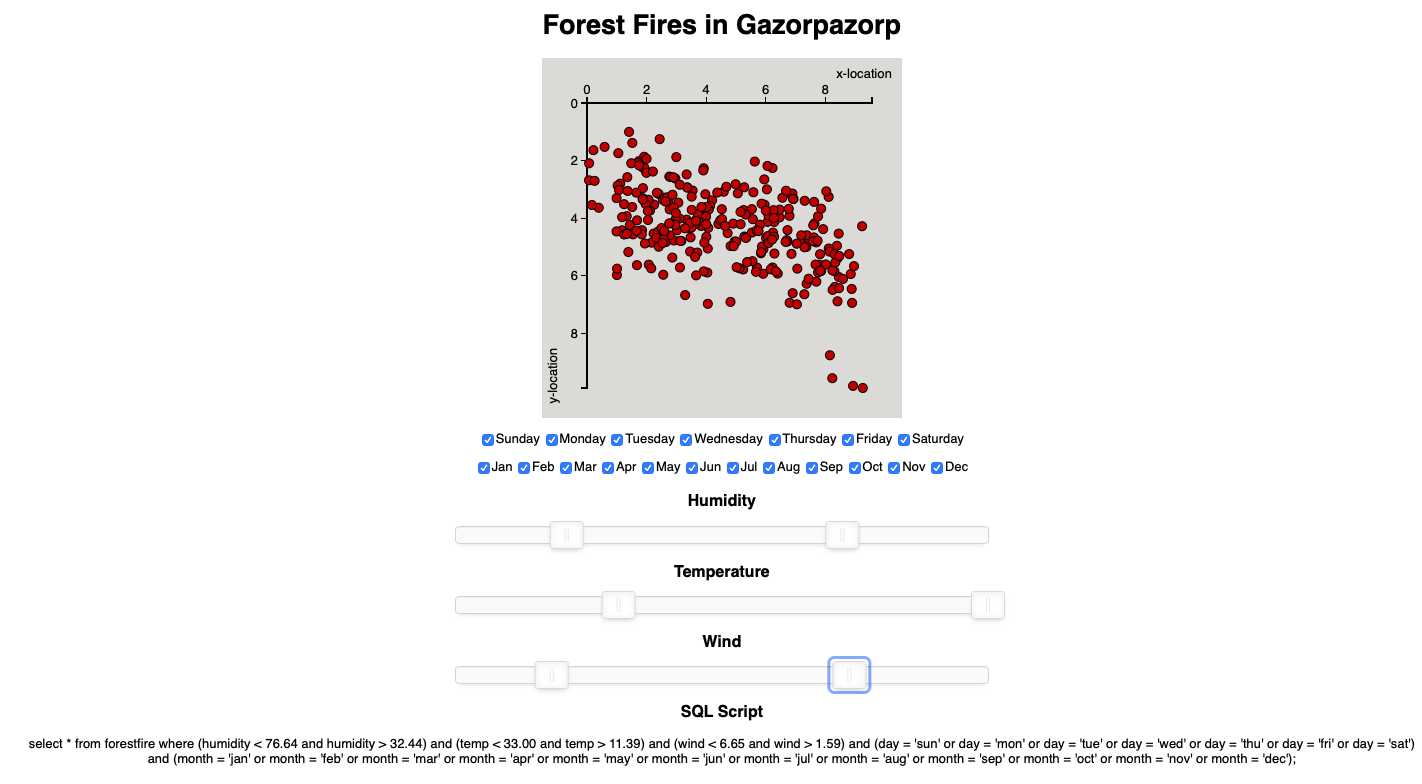 Forest Fires in Gazorpazorp
x-location
0 2 4 6 8
0
2
4
6
8
y-location
Sunday Monday Tuesday Wednesday Thursday Friday Saturday
Jan Feb Mar Apr May Jun Jul Aug Sep Oct Nov Dec
Humidity
Temperature
Wind
SQL Script
select * from forestfire where (humidity < 76.64 and humidity > 32.44) and (temp < 33.00 and temp > 11.39) and (wind < 6.65 and wind > 1.59) and (day = 'sun' or day = 'mon' or day = 'tue' or day = 'wed' or day = 'thu' or day = 'fri' or day = 'sat')
and (month = 'jan' or month = 'feb' or month = 'mar' or month = 'apr' or month = 'may' or month = 'jun' or month = 'jul' or month = 'aug' or month = 'sep' or month = 'oct' or month = 'nov' or month = 'dec');